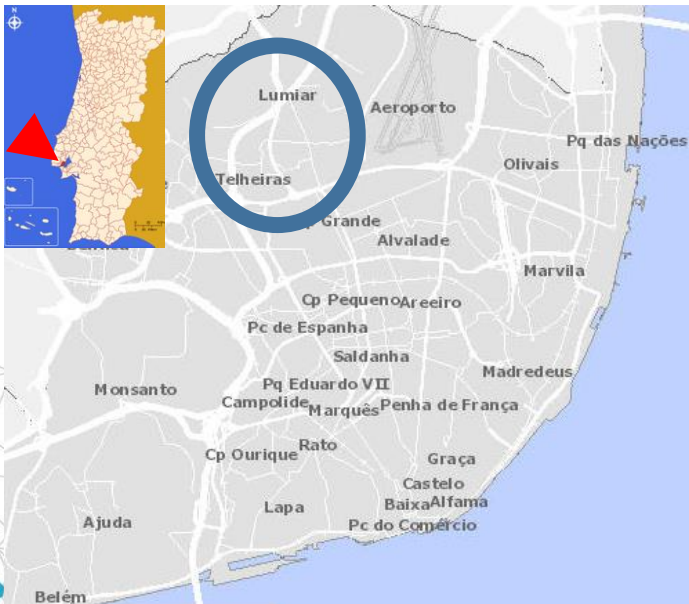 N
Lumiar
Aeroporto
Pq das Nações
Olivais
Telheiras
Grande
Alvalade
Marvila
Cp Pequeno
Areeiro
Pc de Espanha
Saldanha
Madredeus
Monsanto
Pq Eduardo VII
Campolide
Marquês
Penha de França
Rato
Cp Ourique
Graça
Castelo
Lapa
Baixa
Alfama
Ajuda
Pc do Comércio
Belém